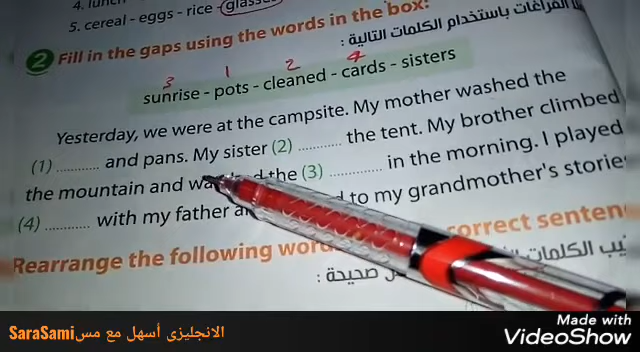 4. lunch
5. cereal - eggs - rice - glasses
2 Fill in the gaps using the words in the box:
الفراغات باستخدام الكلمات التالية :
3 1 2 4
sunrise - pots - cleaned - cards - sisters
Yesterday, we were at the campsite. My mother washed the
(1) ............ and pans. My sister (2) ............ the tent. My brother climbed
the mountain and the (3) ............ in the morning. I played
(4) ............ with my father to my grandmother's stories
Rearrange the following correct senten
الكلمات
صحيحة :
SaraSami الانجليزى أسهل مع مس
Made with
VideoShow